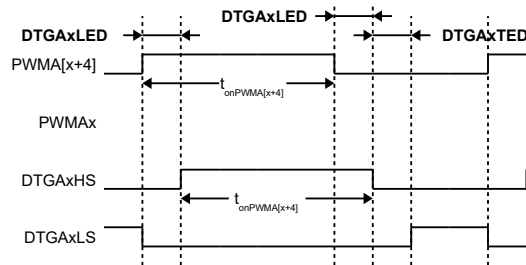 DTGAxLED
DTGAxLED
DTGAxTED
PWMA[x+4]
tonPWMA[x+4]
PWMAx
DTGAxHS
tonPWMA[x+4]
DTGAxLS